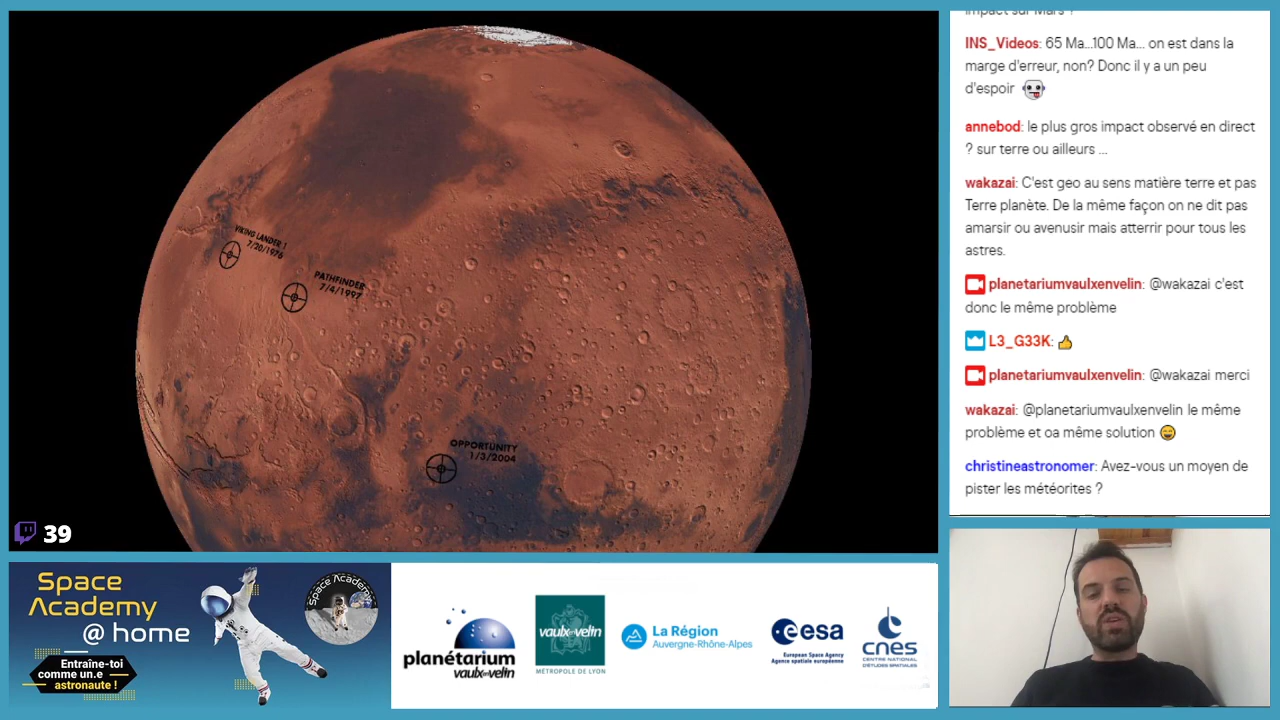 VIKING LANDER 1
7/20/1976
PATHFINDER
7/4/1997
OPPORTUNITY
1/3/2004
39
impact sur Mars ?
INS_Videos: 65 Ma...100 Ma... on est dans la
marge d'erreur, non? Donc il y a un peu
d'espoir
annebod: le plus gros impact observé en direct
? sur terre ou ailleurs ...
wakazai: C'est geo au sens matière terre et pas
Terre planète. De la même façon on ne dit pas
amarsir ou avenusir mais atterrir pour tous les
astres.
planetariumvaulxenvelin: @wakazai c'est
donc le même problème
L3_G33K: 👍
planetariumvaulxenvelin: @wakazai merci
wakazai: @planetariumvaulxenvelin le même
problème et oa même solution 😄
christineastronomer: Avez-vous un moyen de
pister les météorites ?
Space
Academy
@ home
Entraîne-toi
comme un.e
astronaute !
Space Academy
planétarium
vaulxenvelin
vaulxenvelin
MÉTROPOLE DE LYON
La Région
Auvergne-Rhône-Alpes
esa
European Space Agency
Agence spatiale européenne
cnes
CENTRE NATIONAL
D'ÉTUDES SPATIALES